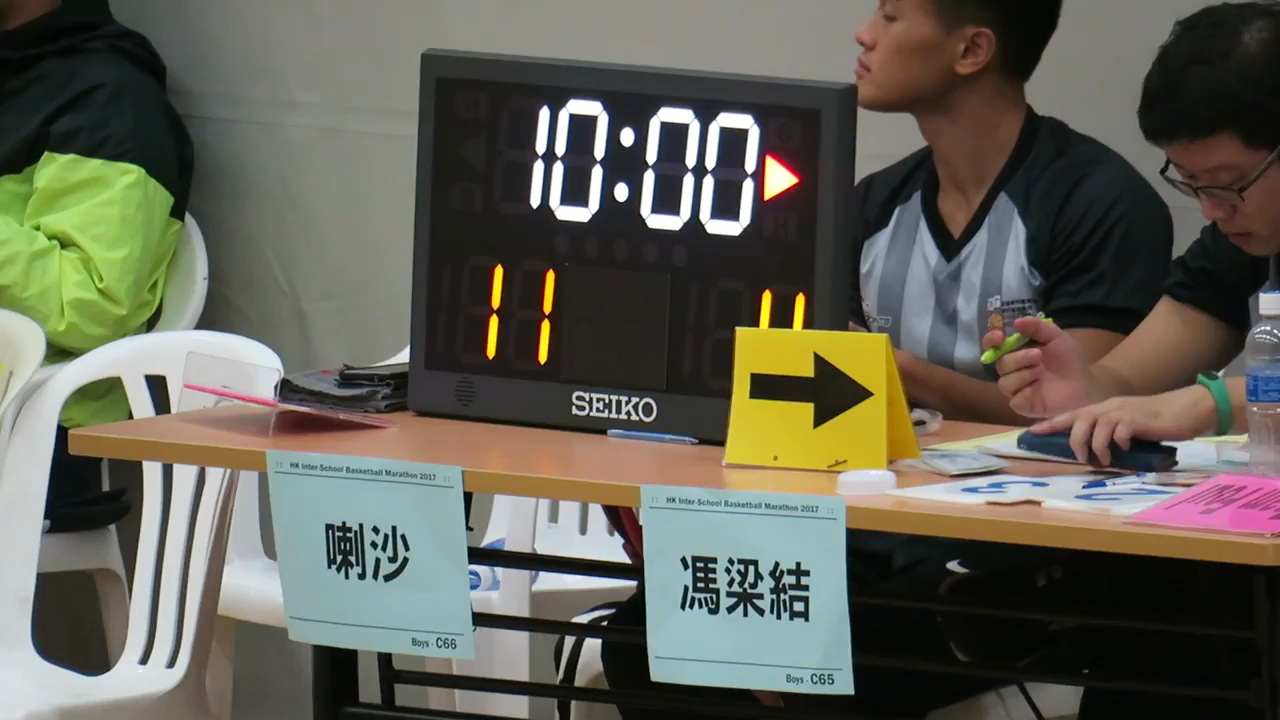 10:00
11
SEIKO
HK Inter-School Basketball Marathon 2017
喇沙
Boys - C66
HK Inter-School Basketball Marathon 2017
馮梁結
Boys - C65